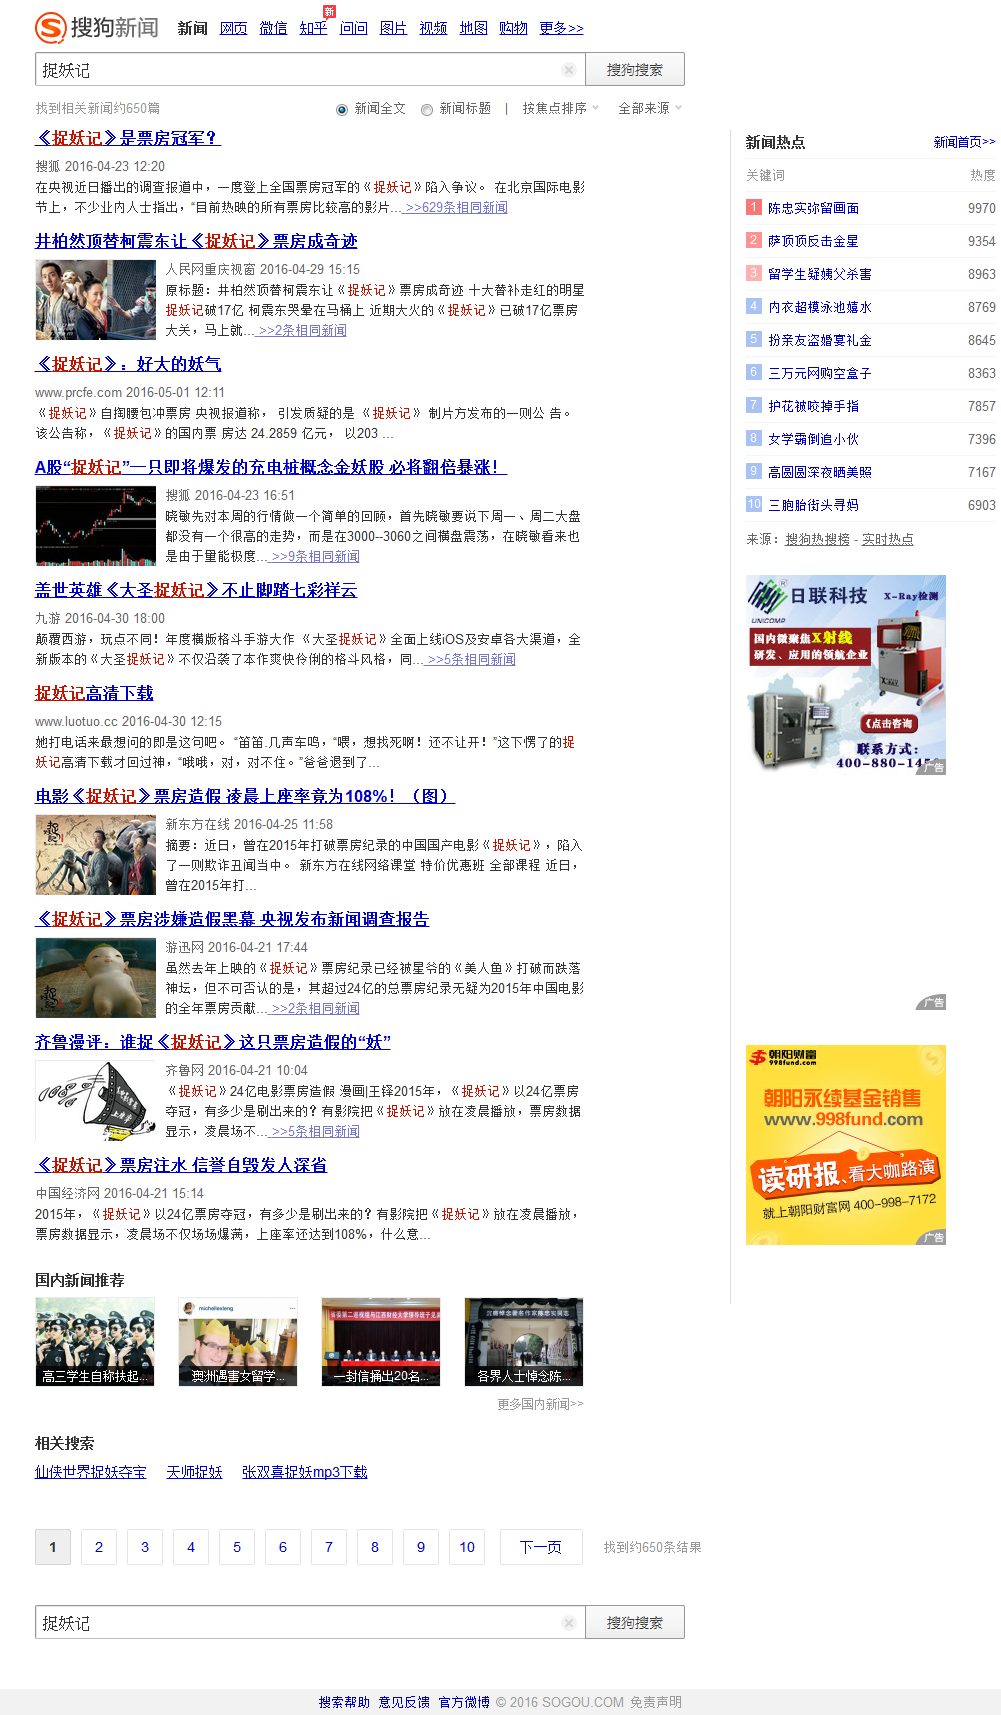 搜狗新闻 新闻 网页 微信 知乎 问问 图片 视频 地图 购物 更多>>
新
捉妖记 搜狗搜索
找到相关新闻约650篇 新闻全文 新闻标题 | 按焦点排序 全部来源
《捉妖记》是票房冠军？
搜狐 2016-04-23 12:20
在央视近日播出的调查报道中，一度登上全国票房冠军的《捉妖记》陷入争议。 在北京国际电影
节上，不少业内人士指出，“目前热映的所有票房比较高的影片... >>629条相同新闻
井柏然顶替柯震东让《捉妖记》票房成奇迹
人民网重庆视窗 2016-04-29 15:15
原标题：井柏然顶替柯震东让《捉妖记》票房成奇迹 十大替补走红的明星
捉妖记破17亿 柯震东哭晕在马桶上 近期大火的《捉妖记》已破17亿票房
大关，马上就... >>2条相同新闻
《捉妖记》：好大的妖气
www.prcfe.com 2016-05-01 12:11
《捉妖记》自掏腰包冲票房 央视报道称， 引发质疑的是 《捉妖记》 制片方发布的一则公 告。
该公告称，《捉妖记》的国内票 房达 24.2859 亿元， 以203 ...
A股“捉妖记”一只即将爆发的充电桩概念金妖股 必将翻倍暴涨！
搜狐 2016-04-23 16:51
晓敏先对本周的行情做一个简单的回顾，首先晓敏要说下周一、周二大盘
都没有一个很高的走势，而是在3000--3060之间横盘震荡，在晓敏看来也
是由于量能极度... >>9条相同新闻
盖世英雄《大圣捉妖记》不止脚踏七彩祥云
九游 2016-04-30 18:00
颠覆西游，玩点不同！年度横版格斗手游大作 《大圣捉妖记》全面上线iOS及安卓各大渠道，全
新版本的《大圣捉妖记》不仅沿袭了本作爽快伶俐的格斗风格，同... >>5条相同新闻
捉妖记高清下载
www.luotuo.cc 2016-04-30 12:15
她打电话来最想问的即是这句吧。 “笛笛.几声车鸣，“喂，想找死啊！还不让开！”这下愣了的捉
妖记高清下载才回过神，“哦哦，对，对不住。”爸爸退到了...
电影《捉妖记》票房造假 凌晨上座率竟为108%！（图）
新东方在线 2016-04-25 11:58
摘要：近日，曾在2015年打破票房纪录的中国国产电影《捉妖记》，陷入
了一则欺诈丑闻当中。 新东方在线网络课堂 特价优惠班 全部课程 近日，
曾在2015年打...
《捉妖记》票房涉嫌造假黑幕 央视发布新闻调查报告
游迅网 2016-04-21 17:44
虽然去年上映的《捉妖记》票房纪录已经被星爷的《美人鱼》打破而跌落
神坛，但不可否认的是，其超过24亿的总票房纪录无疑为2015年中国电影
的全年票房贡献... >>2条相同新闻
齐鲁漫评：谁捉《捉妖记》这只票房造假的“妖”
齐鲁网 2016-04-21 10:04
《捉妖记》24亿电影票房造假 漫画|王铎2015年，《捉妖记》以24亿票房
夺冠，有多少是刷出来的？有影院把《捉妖记》放在凌晨播放，票房数据
显示，凌晨场不... >>5条相同新闻
《捉妖记》票房注水 信誉自毁发人深省
中国经济网 2016-04-21 15:14
2015年，《捉妖记》以24亿票房夺冠，有多少是刷出来的？有影院把《捉妖记》放在凌晨播放，
票房数据显示，凌晨场不仅场场爆满，上座率还达到108%，什么意...
国内新闻推荐
michellexleng
高三学生自称扶起... 澳洲遇害女留学... 一封信捅出20名... 各界人士悼念陈...
更多国内新闻>>
相关搜索
仙侠世界捉妖夺宝 天师捉妖 张双喜捉妖mp3下载
1 2 3 4 5 6 7 8 9 10 下一页 找到约650条结果
捉妖记 搜狗搜索
新闻热点 新闻首页>>
关键词 热度
1 陈忠实弥留画面 9970
2 萨顶顶反击金星 9354
3 留学生疑姨父杀害 8963
4 内衣超模泳池嬉水 8769
5 扮亲友盗婚宴礼金 8645
6 三万元网购空盒子 8363
7 护花被咬掉手指 7857
8 女学霸倒追小伙 7396
9 高圆圆深夜晒美照 7167
10 三胞胎街头寻妈 6903
来源：搜狗热搜榜 - 实时热点
日联科技 X-Ray检测
UNICOMP
国内微聚焦X射线
研发、应用的领航企业
点击咨询
联系方式：
400-880-145
广告
广告
朝阳财富
998fund.com
朝阳永续基金销售
www.998fund.com
读研报、看大咖路演
就上朝阳财富网 400-998-7172
广告
搜索帮助 意见反馈 官方微博 © 2016 SOGOU.COM 免责声明